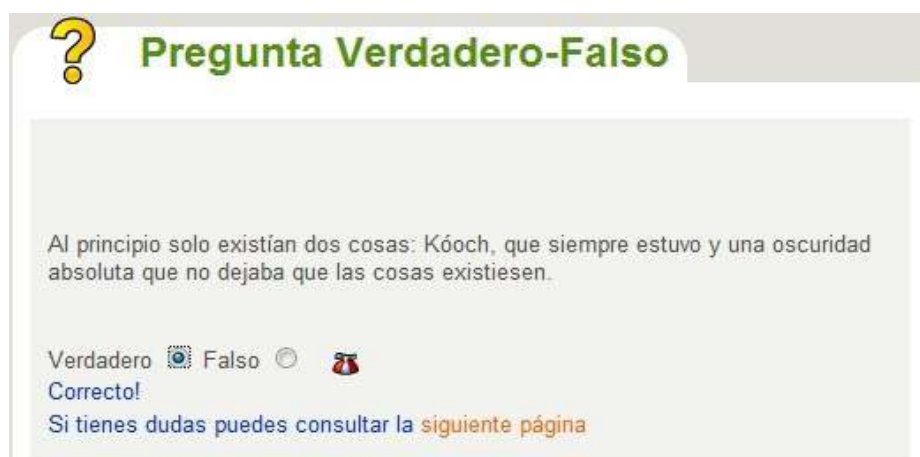 Pregunta Verdadero-Falso
Al principio solo existían dos cosas: Kóoch, que siempre estuvo y una oscuridad
absoluta que no dejaba que las cosas existiesen.
Verdadero Falso
Correcto!
Si tienes dudas puedes consultar la siguiente página